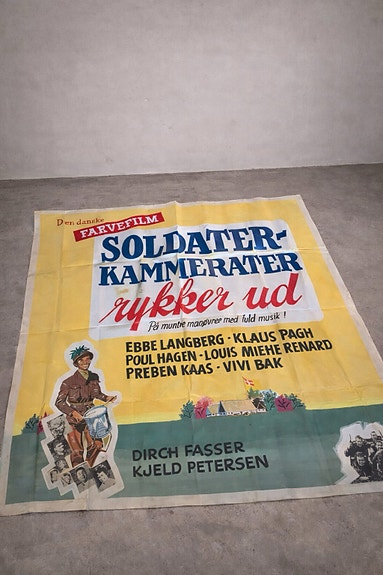 Den danske
FARVEFILM
SOLDATER-
KAMMERATER
rykker ud
På muntre manøvrer med fuld musik!
EBBE LANGBERG · KLAUS PAGH
POUL HAGEN · LOUIS MIEHE RENARD
PREBEN KAAS · VIVI BAK
DIRCH FASSER
KJELD PETERSEN